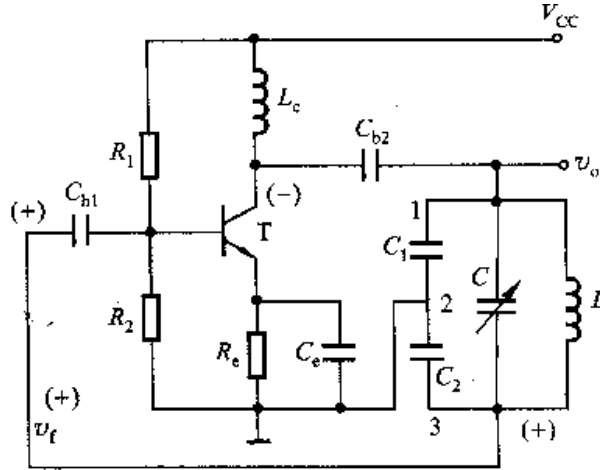 V_CC
L_c
C_b2
R_1
v_o
C_b1
(+)
(−)
1
T
C_1
C
L
2
R_2
R_e
C_e
C_2
(+)
v_f
3
(+)